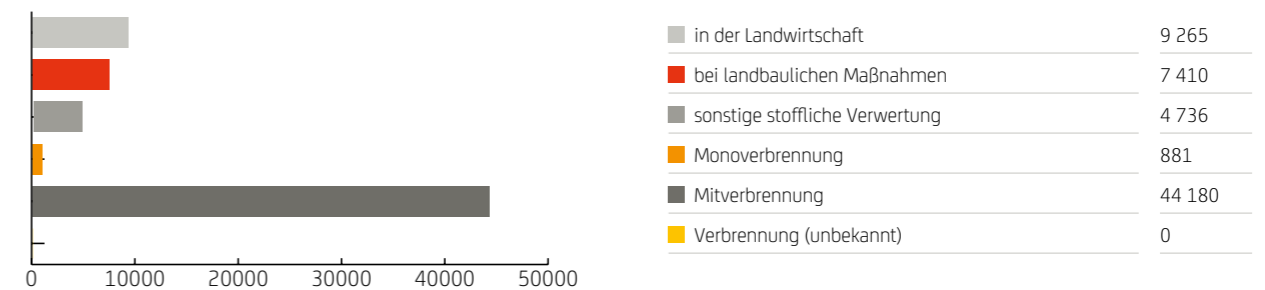 0 10000 20000 30000 40000 50000
in der Landwirtschaft 9 265
bei landbaulichen Maßnahmen 7 410
sonstige stoffliche Verwertung 4 736
Monoverbrennung 881
Mitverbrennung 44 180
Verbrennung (unbekannt) 0